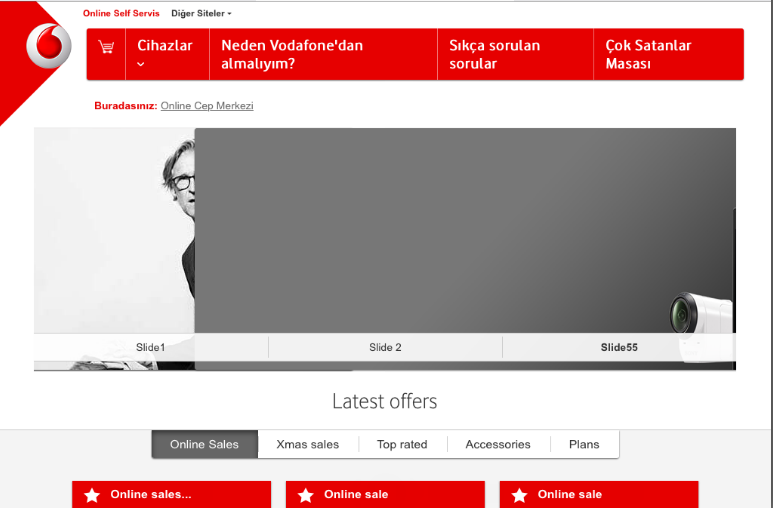 Online Self Servis Diğer Siteler
Cihazlar Neden Vodafone'dan Sıkça sorulan Çok Satanlar
almalıyım? sorular Masası
Buradasınız: Online Cep Merkezi
Slide1 Slide 2 Slide55
Latest offers
Online Sales Xmas sales Top rated Accessories Plans
Online sales... Online sale Online sale